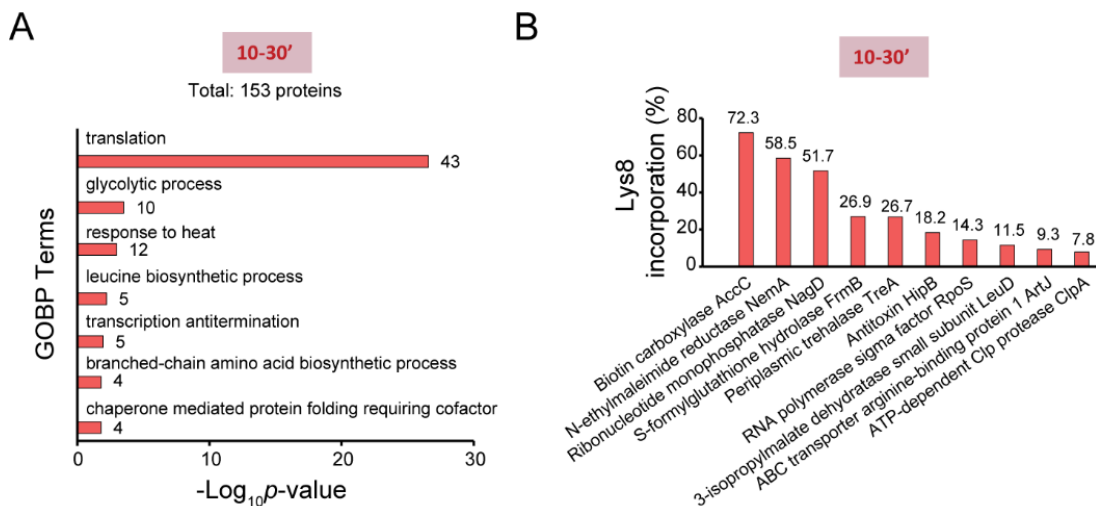 A
10-30′
Total: 153 proteins
GOBP Terms
translation
43
glycolytic process
10
response to heat
12
leucine biosynthetic process
5
transcription antitermination
5
branched-chain amino acid biosynthetic process
4
chaperone mediated protein folding requiring cofactor
4
0
10
20
30
-Log10p-value
B
10-30′
Lys8
incorporation (%)
80
60
40
20
0
72.3
58.5
51.7
26.9
26.7
18.2
14.3
11.5
9.3
7.8
Biotin carboxylase AccC
N-ethylmaleimide reductase NemA
Ribonucleotide monophosphatase NagD
S-formylglutathione hydrolase FrmB
Periplasmic trehalase TreA
Antitoxin HipB
RNA polymerase sigma factor RpoS
3-isopropylmalate dehydratase small subunit LeuD
ABC transporter arginine-binding protein 1 ArtJ
ATP-dependent Clp protease ClpA